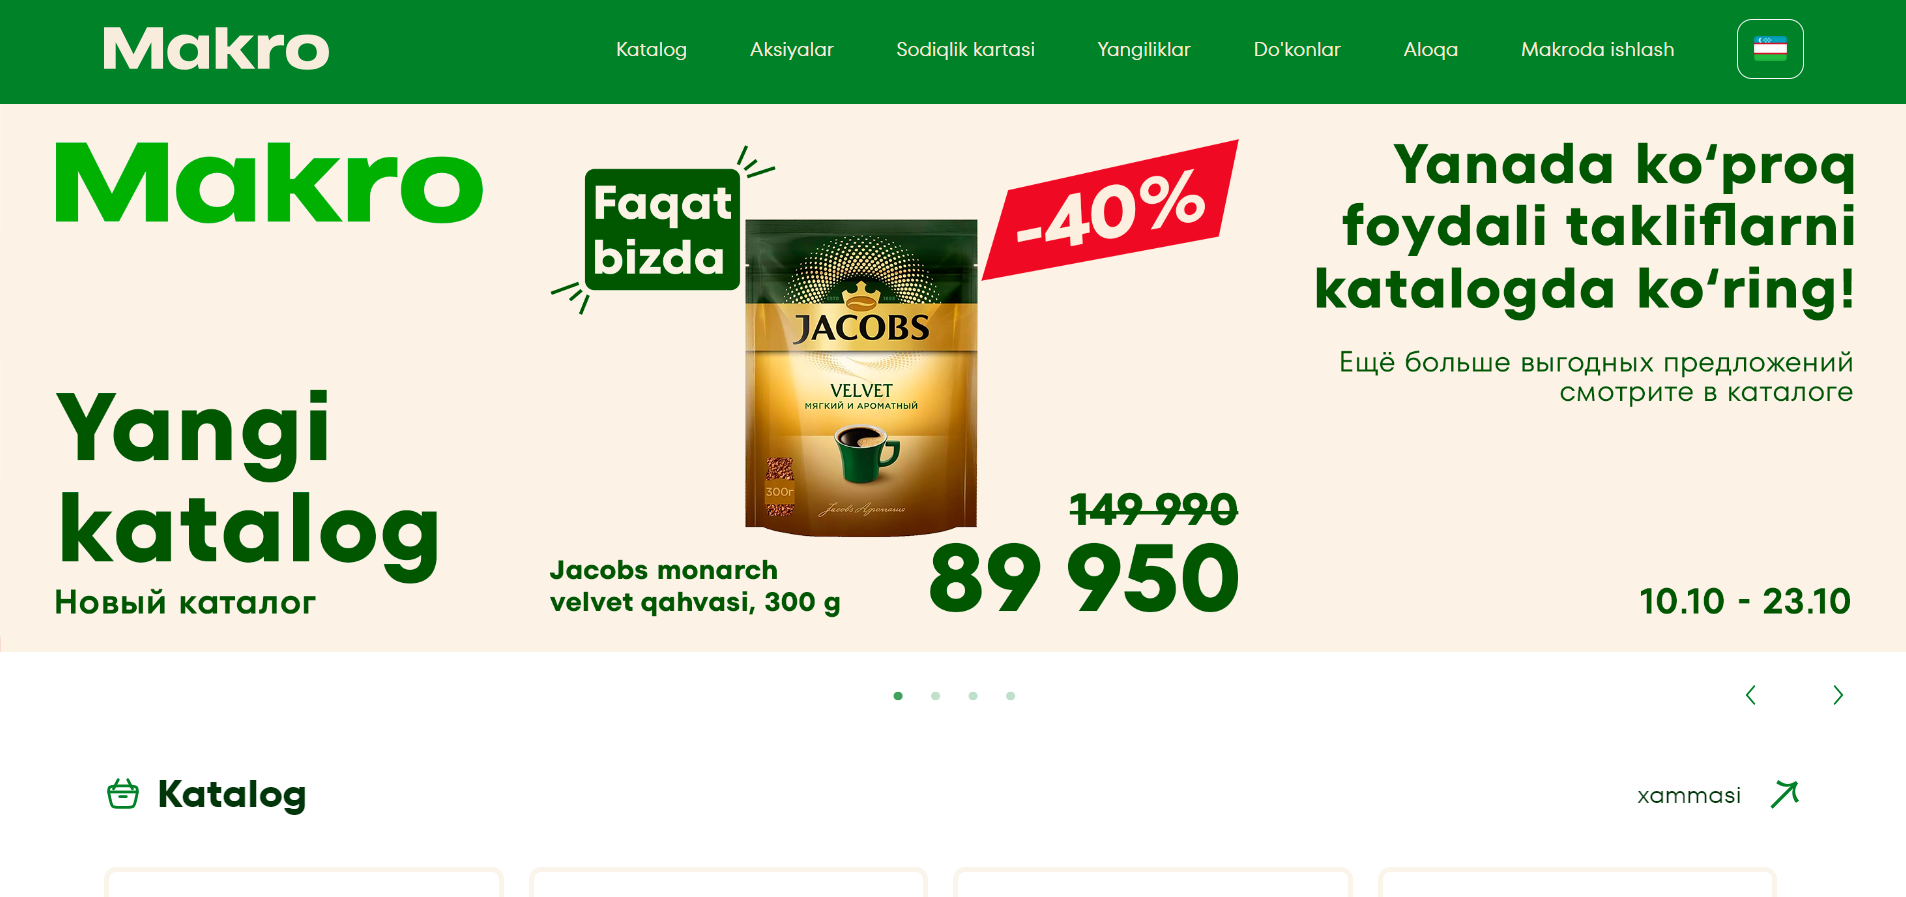 Makro
Katalog
Aksiyalar
Sodiqlik kartasi
Yangiliklar
Do'konlar
Aloqa
Makroda ishlash
Makro
Yangi
katalog
Новый каталог
Faqat
bizda
JACOBS
VELVET
МЯГКИЙ И АРОМАТНЫЙ
300г
-40%
149 990
89 950
Jacobs monarch
velvet qahvasi, 300 g
Yanada ko‘proq
foydali takliflarni
katalogda ko‘ring!
Ещё больше выгодных предложений
смотрите в каталоге
10.10 - 23.10
Katalog
xammasi